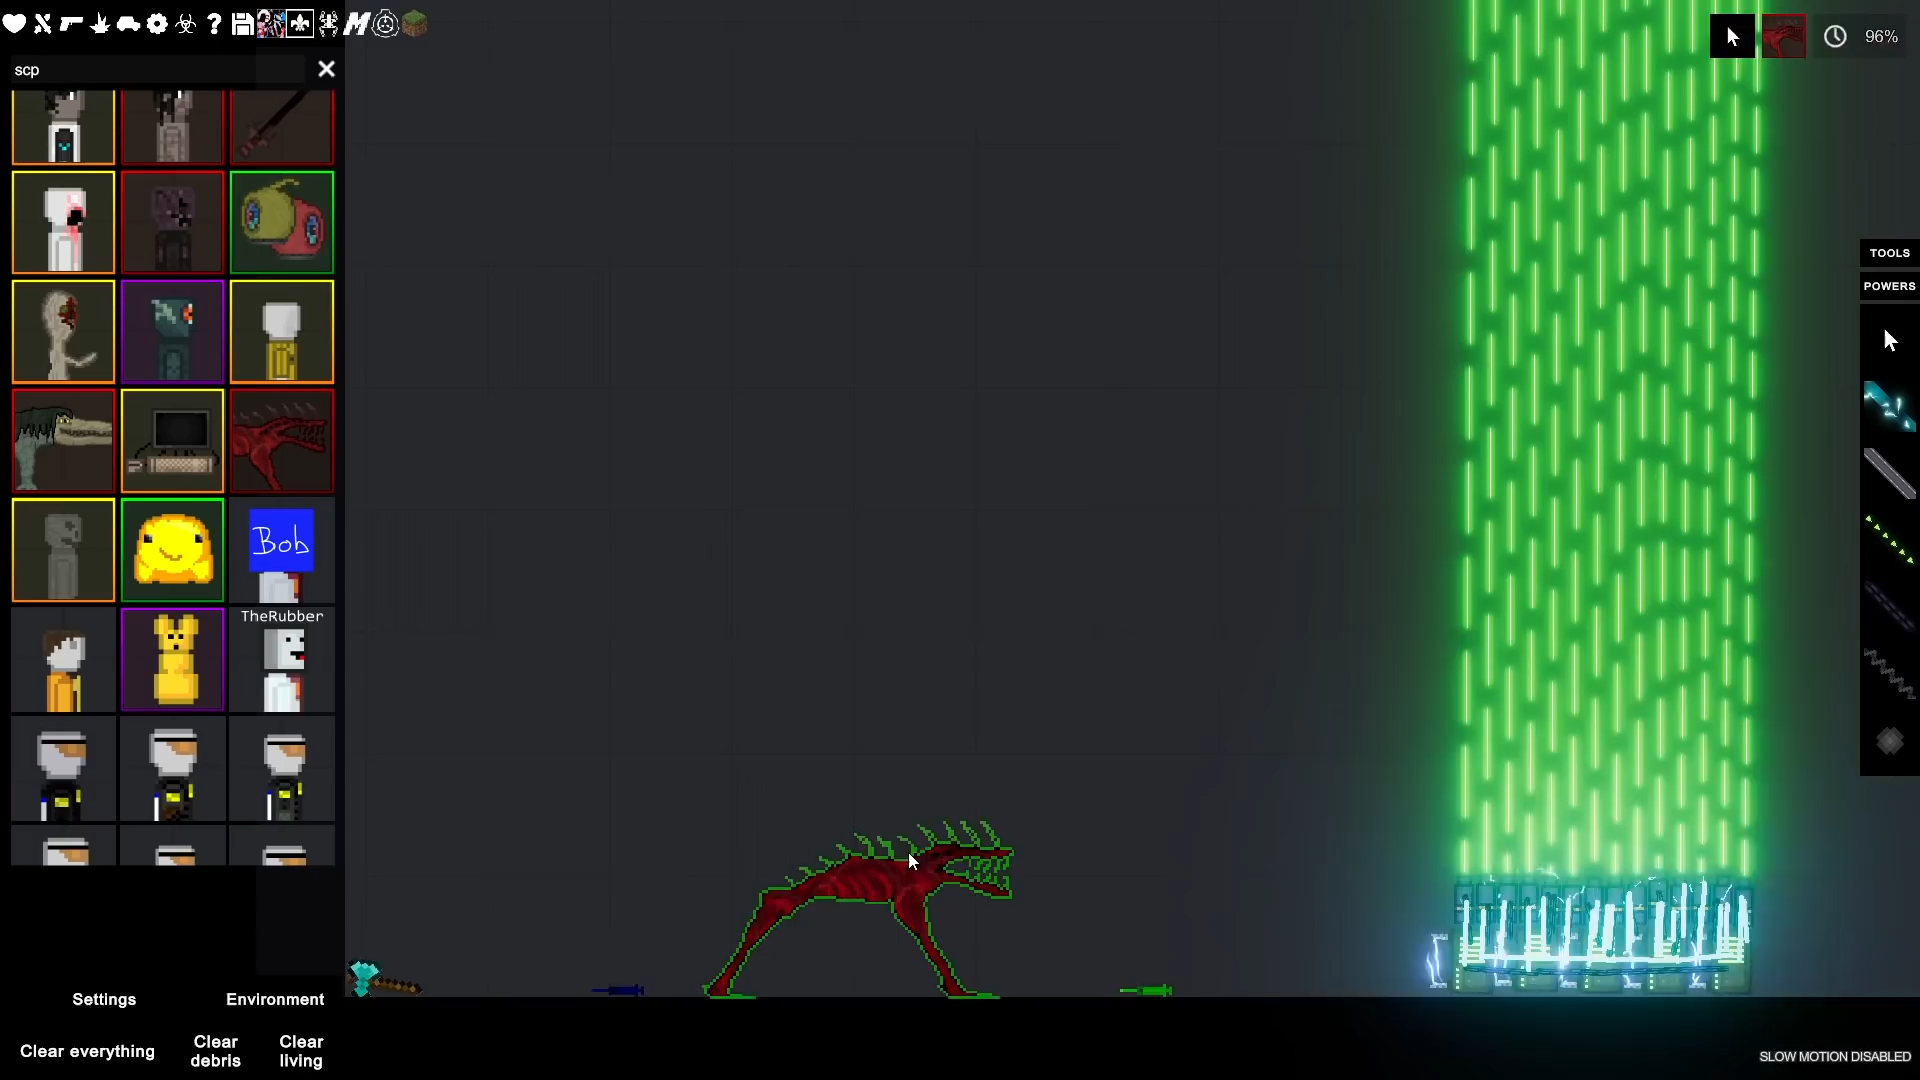 96%
scp
TOOLS
POWERS
Bob
TheRubber
Settings
Environment
Clear everything
Clear
debris
Clear
living
SLOW MOTION DISABLED